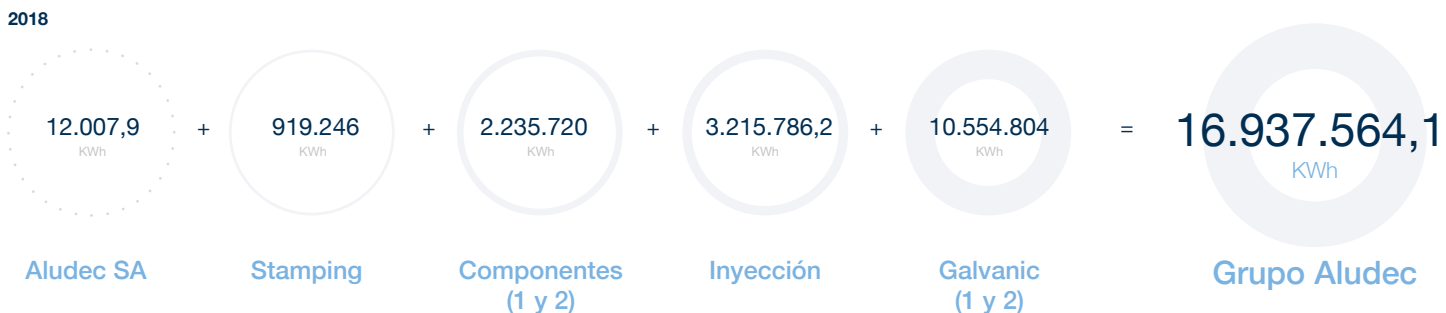 2018
12.007,9 + 919.246 + 2.235.720 + 3.215.786,2 + 10.554.804 = 16.937.564,1
KWh KWh KWh KWh KWh KWh
Aludec SA Stamping Componentes Inyección Galvanic Grupo Aludec
(1 y 2) (1 y 2)